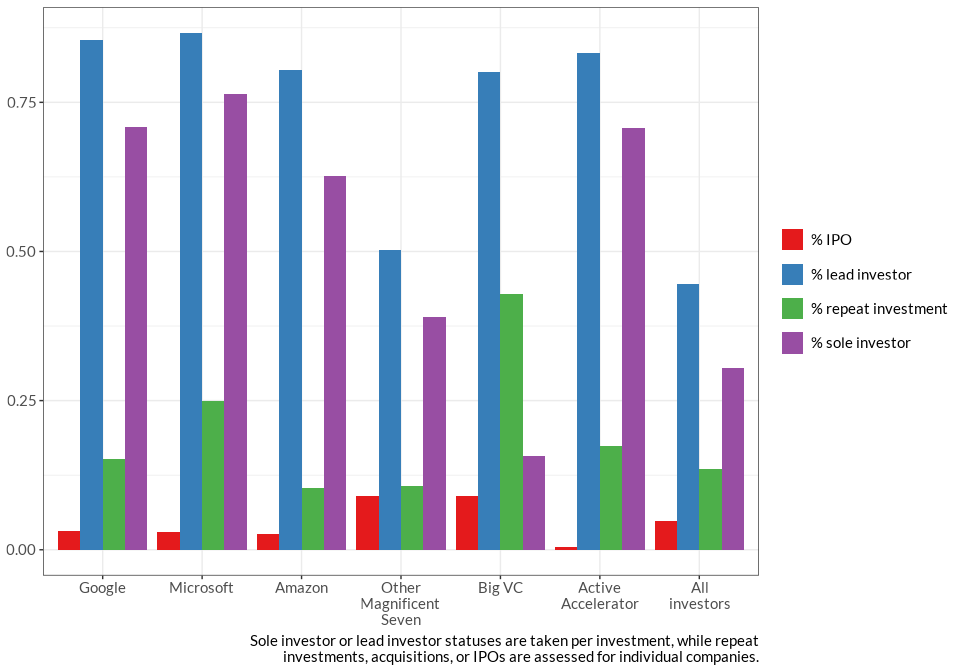 0.75
0.50
0.25
0.00
Google
Microsoft
Amazon
Other
Magnificent
Seven
Big VC
Active
Accelerator
All
investors
% IPO
% lead investor
% repeat investment
% sole investor
Sole investor or lead investor statuses are taken per investment, while repeat
investments, acquisitions, or IPOs are assessed for individual companies.